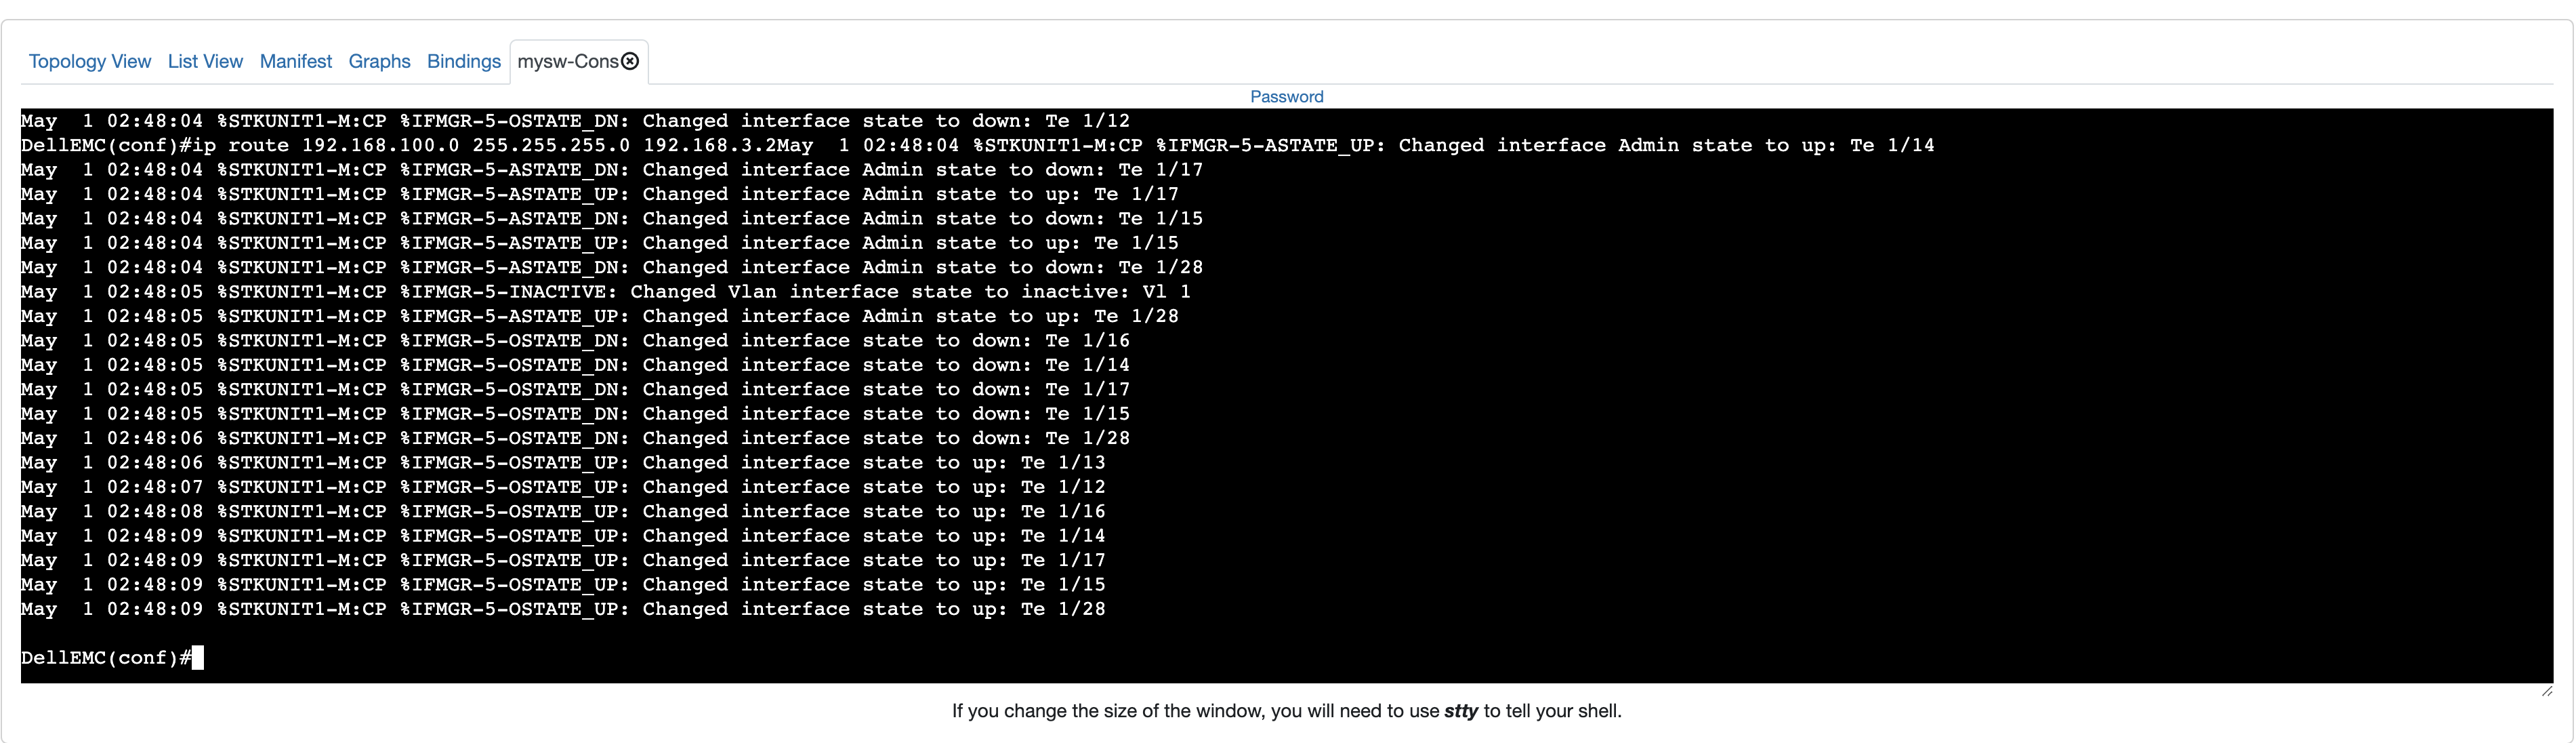 Topology View List View Manifest Graphs Bindings mysw-Cons
Password
May  1 02:48:04 %STKUNIT1-M:CP %IFMGR-5-OSTATE_DN: Changed interface state to down: Te 1/12
DellEMC(conf)#ip route 192.168.100.0 255.255.255.0 192.168.3.2May  1 02:48:04 %STKUNIT1-M:CP %IFMGR-5-ASTATE_UP: Changed interface Admin state to up: Te 1/14
May  1 02:48:04 %STKUNIT1-M:CP %IFMGR-5-ASTATE_DN: Changed interface Admin state to down: Te 1/17
May  1 02:48:04 %STKUNIT1-M:CP %IFMGR-5-ASTATE_UP: Changed interface Admin state to up: Te 1/17
May  1 02:48:04 %STKUNIT1-M:CP %IFMGR-5-ASTATE_DN: Changed interface Admin state to down: Te 1/15
May  1 02:48:04 %STKUNIT1-M:CP %IFMGR-5-ASTATE_UP: Changed interface Admin state to up: Te 1/15
May  1 02:48:04 %STKUNIT1-M:CP %IFMGR-5-ASTATE_DN: Changed interface Admin state to down: Te 1/28
May  1 02:48:05 %STKUNIT1-M:CP %IFMGR-5-INACTIVE: Changed Vlan interface state to inactive: Vl 1
May  1 02:48:05 %STKUNIT1-M:CP %IFMGR-5-ASTATE_UP: Changed interface Admin state to up: Te 1/28
May  1 02:48:05 %STKUNIT1-M:CP %IFMGR-5-OSTATE_DN: Changed interface state to down: Te 1/16
May  1 02:48:05 %STKUNIT1-M:CP %IFMGR-5-OSTATE_DN: Changed interface state to down: Te 1/14
May  1 02:48:05 %STKUNIT1-M:CP %IFMGR-5-OSTATE_DN: Changed interface state to down: Te 1/17
May  1 02:48:05 %STKUNIT1-M:CP %IFMGR-5-OSTATE_DN: Changed interface state to down: Te 1/15
May  1 02:48:06 %STKUNIT1-M:CP %IFMGR-5-OSTATE_DN: Changed interface state to down: Te 1/28
May  1 02:48:06 %STKUNIT1-M:CP %IFMGR-5-OSTATE_UP: Changed interface state to up: Te 1/13
May  1 02:48:07 %STKUNIT1-M:CP %IFMGR-5-OSTATE_UP: Changed interface state to up: Te 1/12
May  1 02:48:08 %STKUNIT1-M:CP %IFMGR-5-OSTATE_UP: Changed interface state to up: Te 1/16
May  1 02:48:09 %STKUNIT1-M:CP %IFMGR-5-OSTATE_UP: Changed interface state to up: Te 1/14
May  1 02:48:09 %STKUNIT1-M:CP %IFMGR-5-OSTATE_UP: Changed interface state to up: Te 1/17
May  1 02:48:09 %STKUNIT1-M:CP %IFMGR-5-OSTATE_UP: Changed interface state to up: Te 1/15
May  1 02:48:09 %STKUNIT1-M:CP %IFMGR-5-OSTATE_UP: Changed interface state to up: Te 1/28
DellEMC(conf)#
If you change the size of the window, you will need to use stty to tell your shell.